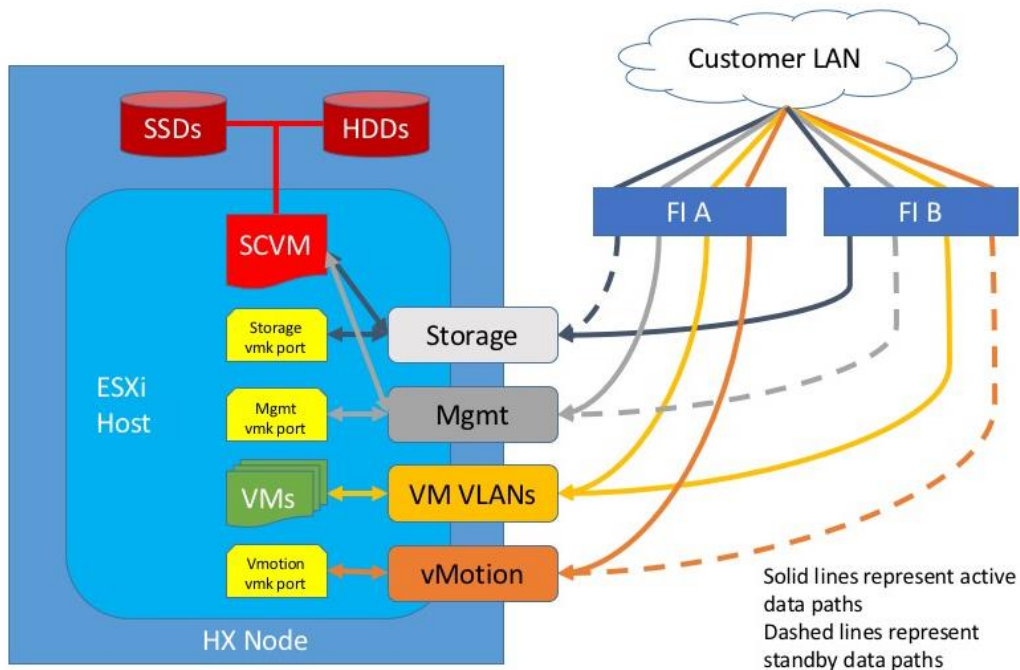 Customer LAN
SSDs
HDDs
FI A
FI B
SCVM
Storage
vmk port
Storage
ESXi
Host
Mgmt
vmk port
Mgmt
VMs
VM VLANs
Vmotion
vmk port
vMotion
HX Node
Solid lines represent active
data paths
Dashed lines represent
standby data paths